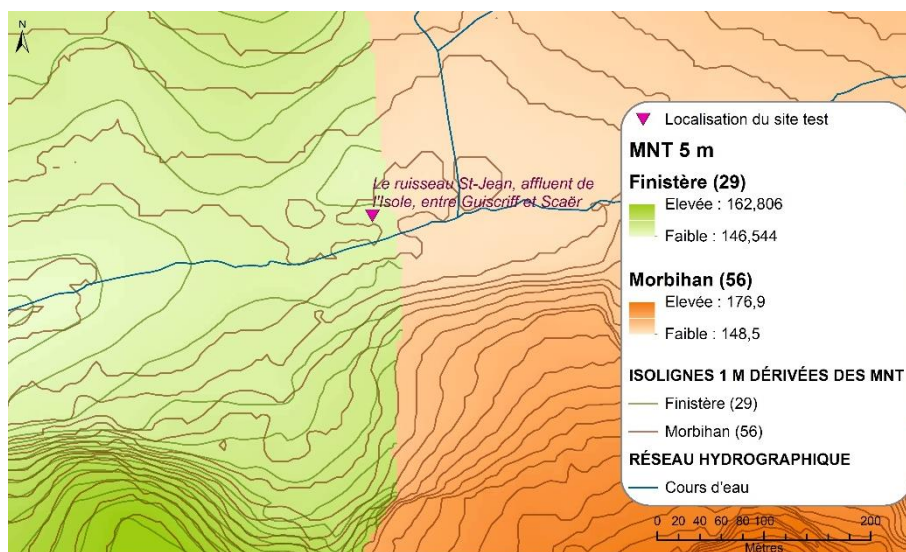 N
Le ruisseau St-Jean, affluent de
l'Isole, entre Guiscriff et Scaër
Localisation du site test
MNT 5 m
Finistère (29)
Elevée : 162,806
Faible : 146,544
Morbihan (56)
Elevée : 176,9
Faible : 148,5
ISOLIGNES 1 M DÉRIVÉES DES MNT
Finistère (29)
Morbihan (56)
RÉSEAU HYDROGRAPHIQUE
Cours d'eau
0 20 40 60 80 100 200
Mètres